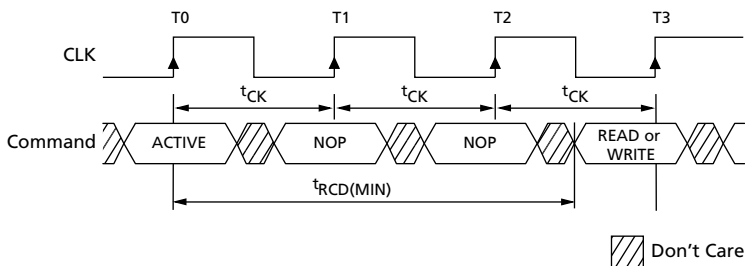 T0 T1 T2 T3
CLK
tCK tCK tCK
Command ACTIVE NOP NOP READ or
WRITE
tRCD(MIN)
Don't Care